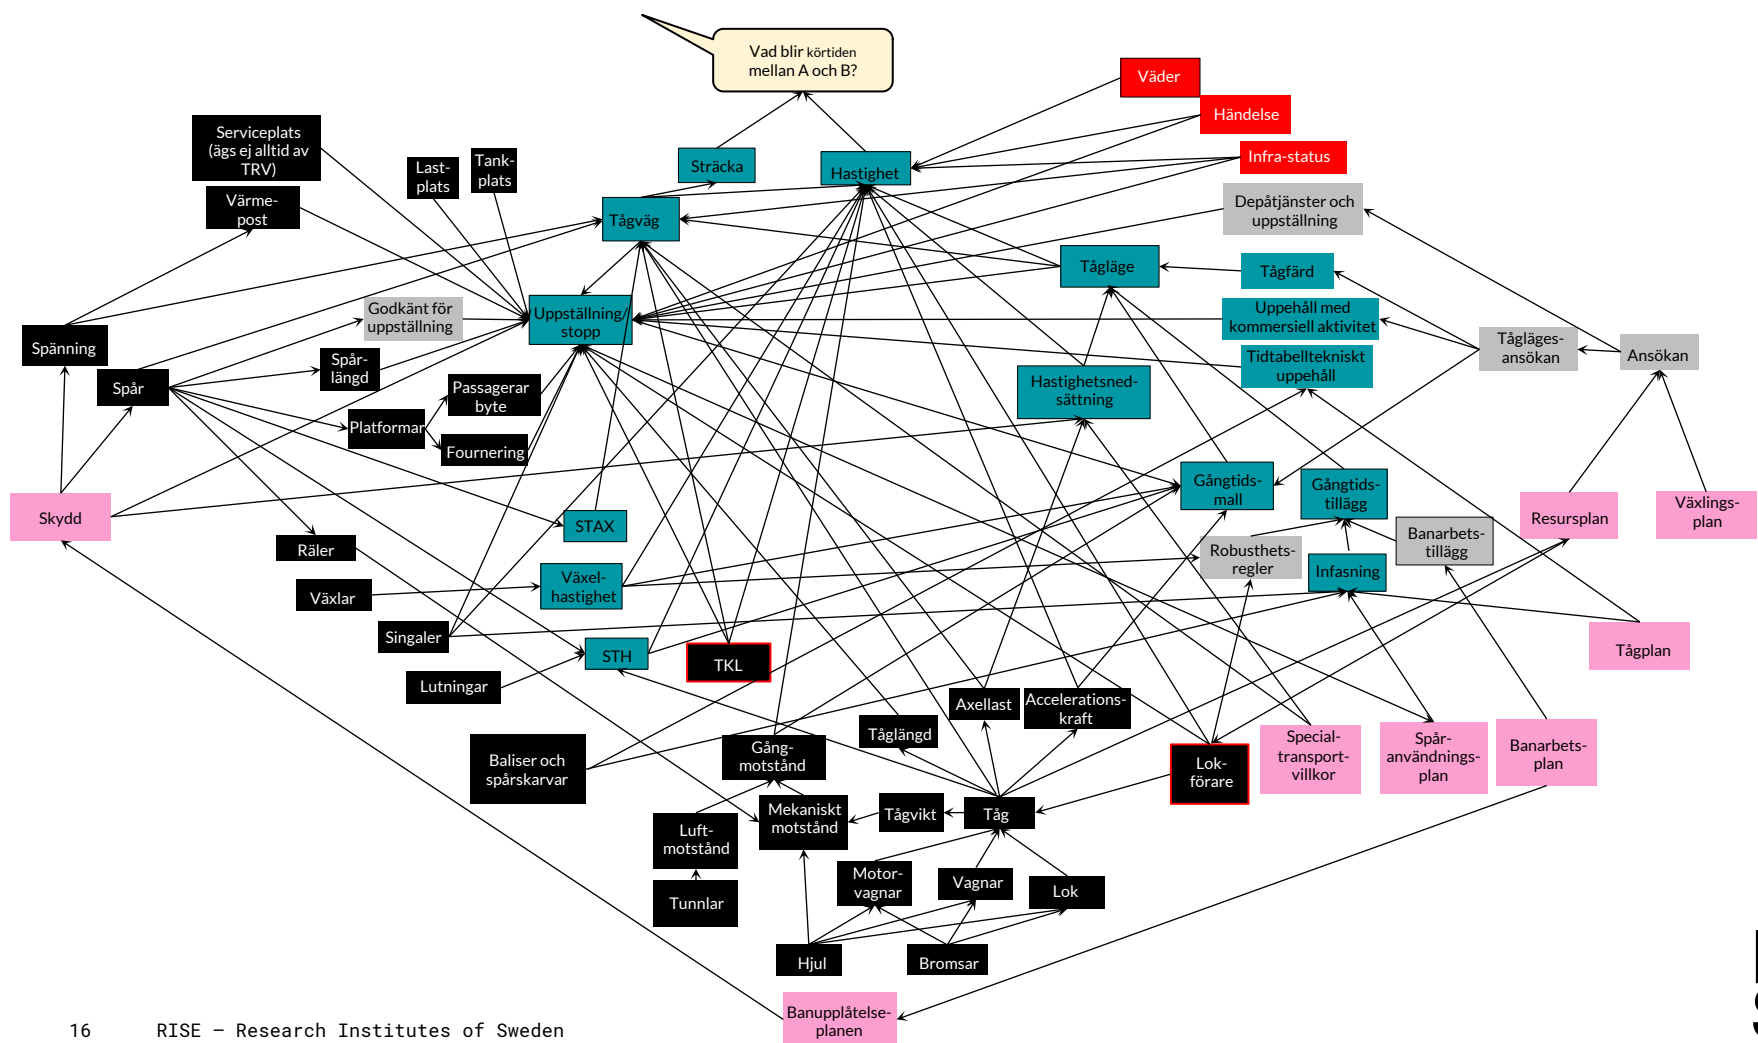 Vad blir körtiden
mellan A och B?
Väder
Händelse
Infra-status
Serviceplats
(ägs ej alltid av
TRV)
Last-
plats
Tank-
plats
Sträcka
Hastighet
Värme-
post
Tågväg
Depåtjänster och
uppställning
Tågläge
Tågfärd
Godkänt för
uppställning
Uppställning/
stopp
Uppehåll med
kommersiell aktivitet
Spänning
Spår
Spår-
längd
Tidtabelltekniskt
uppehåll
Tågläges-
ansökan
Ansökan
Passagerar
byte
Hastighetsned-
sättning
Platformar
Fournering
Skydd
STAX
Gångtids-
mall
Gångtids-
tillägg
Resursplan
Växlings-
plan
Räler
Robusthets-
regler
Banarbets-
tillägg
Växel-
hastighet
Infasning
Växlar
Singaler
STH
TKL
Tågplan
Lutningar
Axellast
Accelerations-
kraft
Tåglängd
Baliser och
spårskarvar
Gång-
motstånd
Lok-
förare
Special-
transport-
villkor
Spår-
användnings-
plan
Banarbets-
plan
Luft-
motstånd
Mekaniskt
motstånd
Tågvikt
Tåg
Tunnlar
Motor-
vagnar
Vagnar
Lok
Hjul
Bromsar
Banupplåtelse-
planen
16 RISE — Research Institutes of Sweden